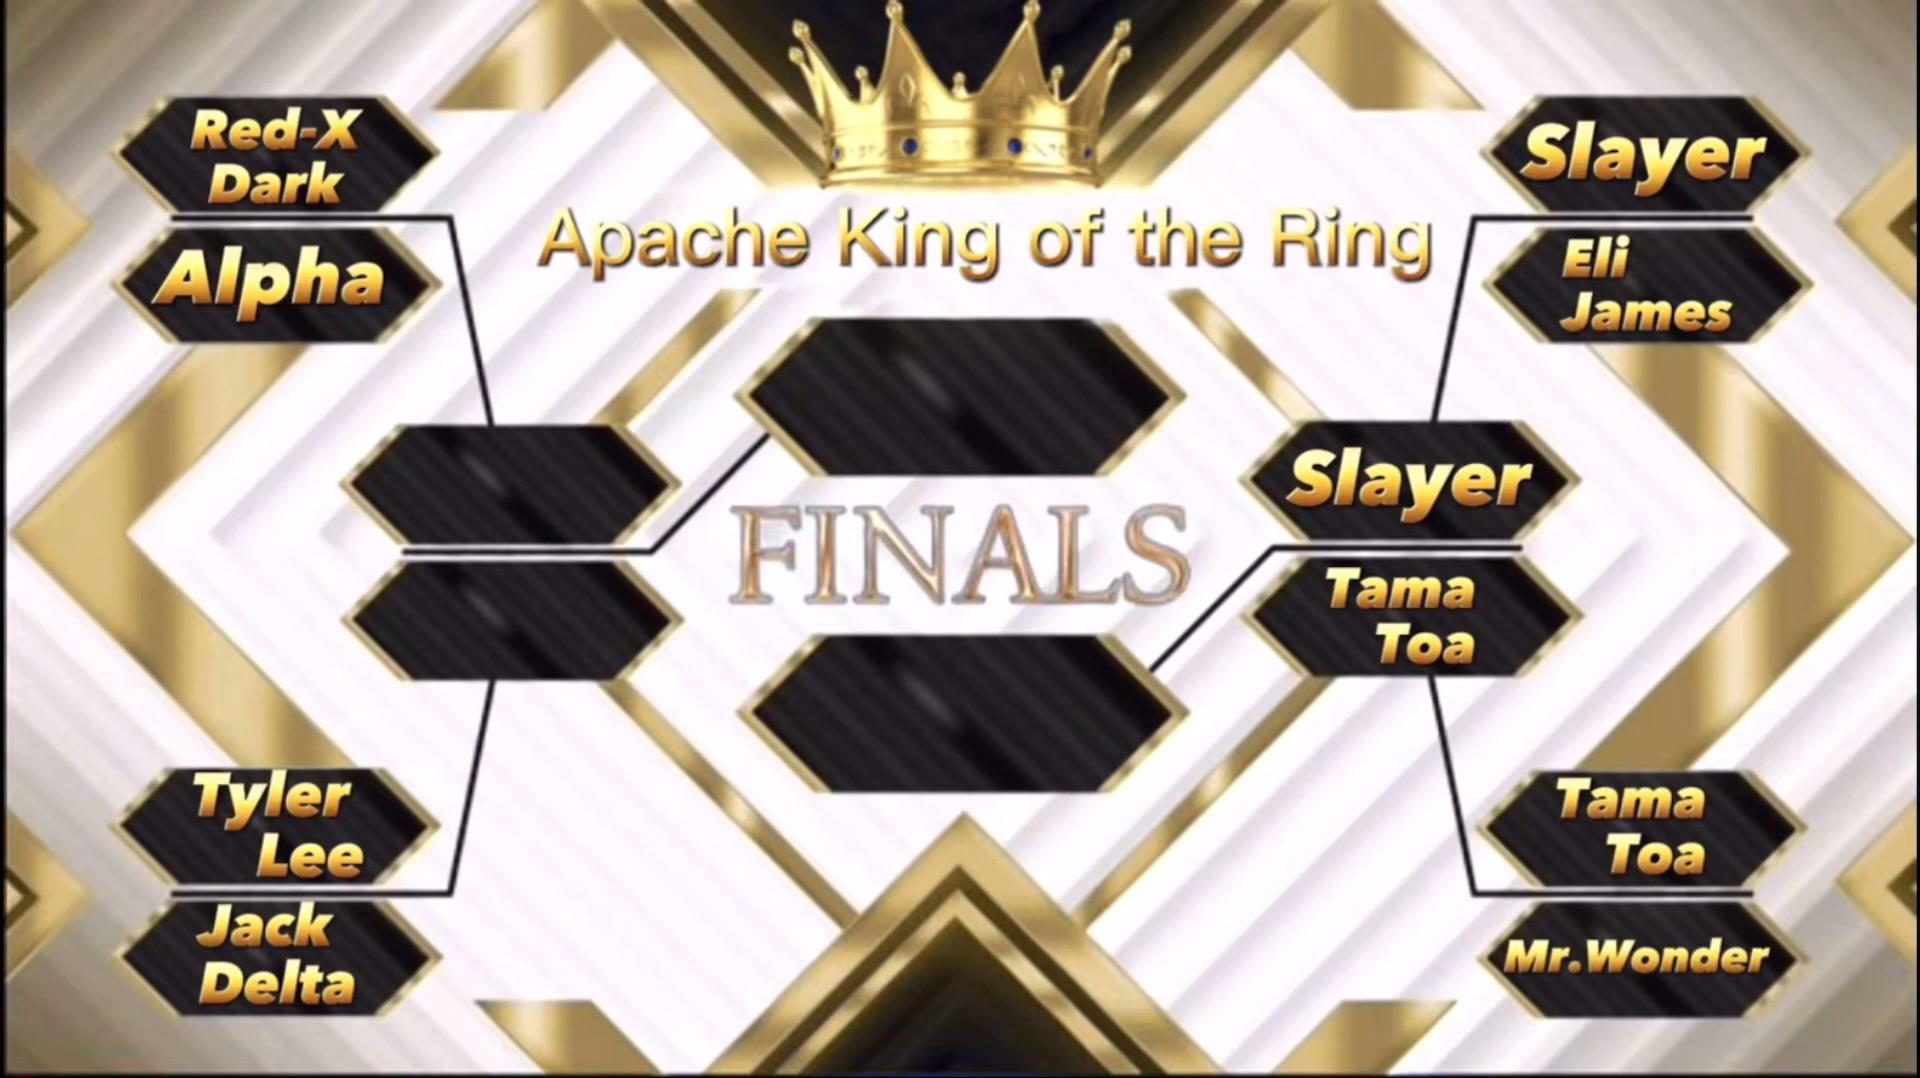 Apache King of the Ring
Red-X
Dark
Alpha
Tyler
Lee
Jack
Delta
FINALS
Slayer
Eli
James
Slayer
Tama
Toa
Tama
Toa
Mr.Wonder